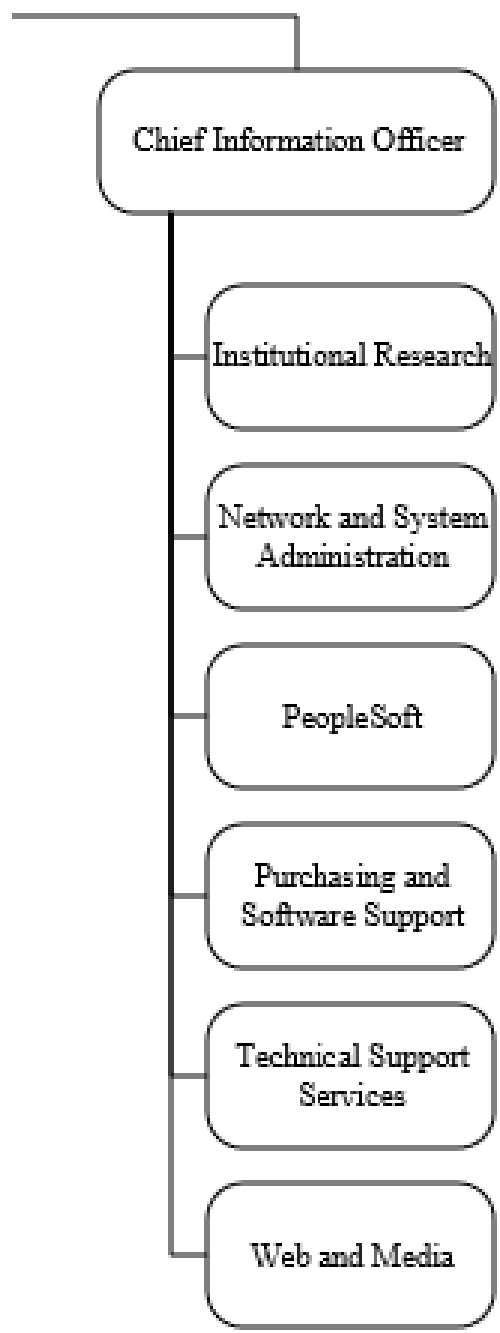 Chief Information Officer
Institutional Research
Network and System
Administration
PeopleSoft
Purchasing and
Software Support
Technical Support
Services
Web and Media